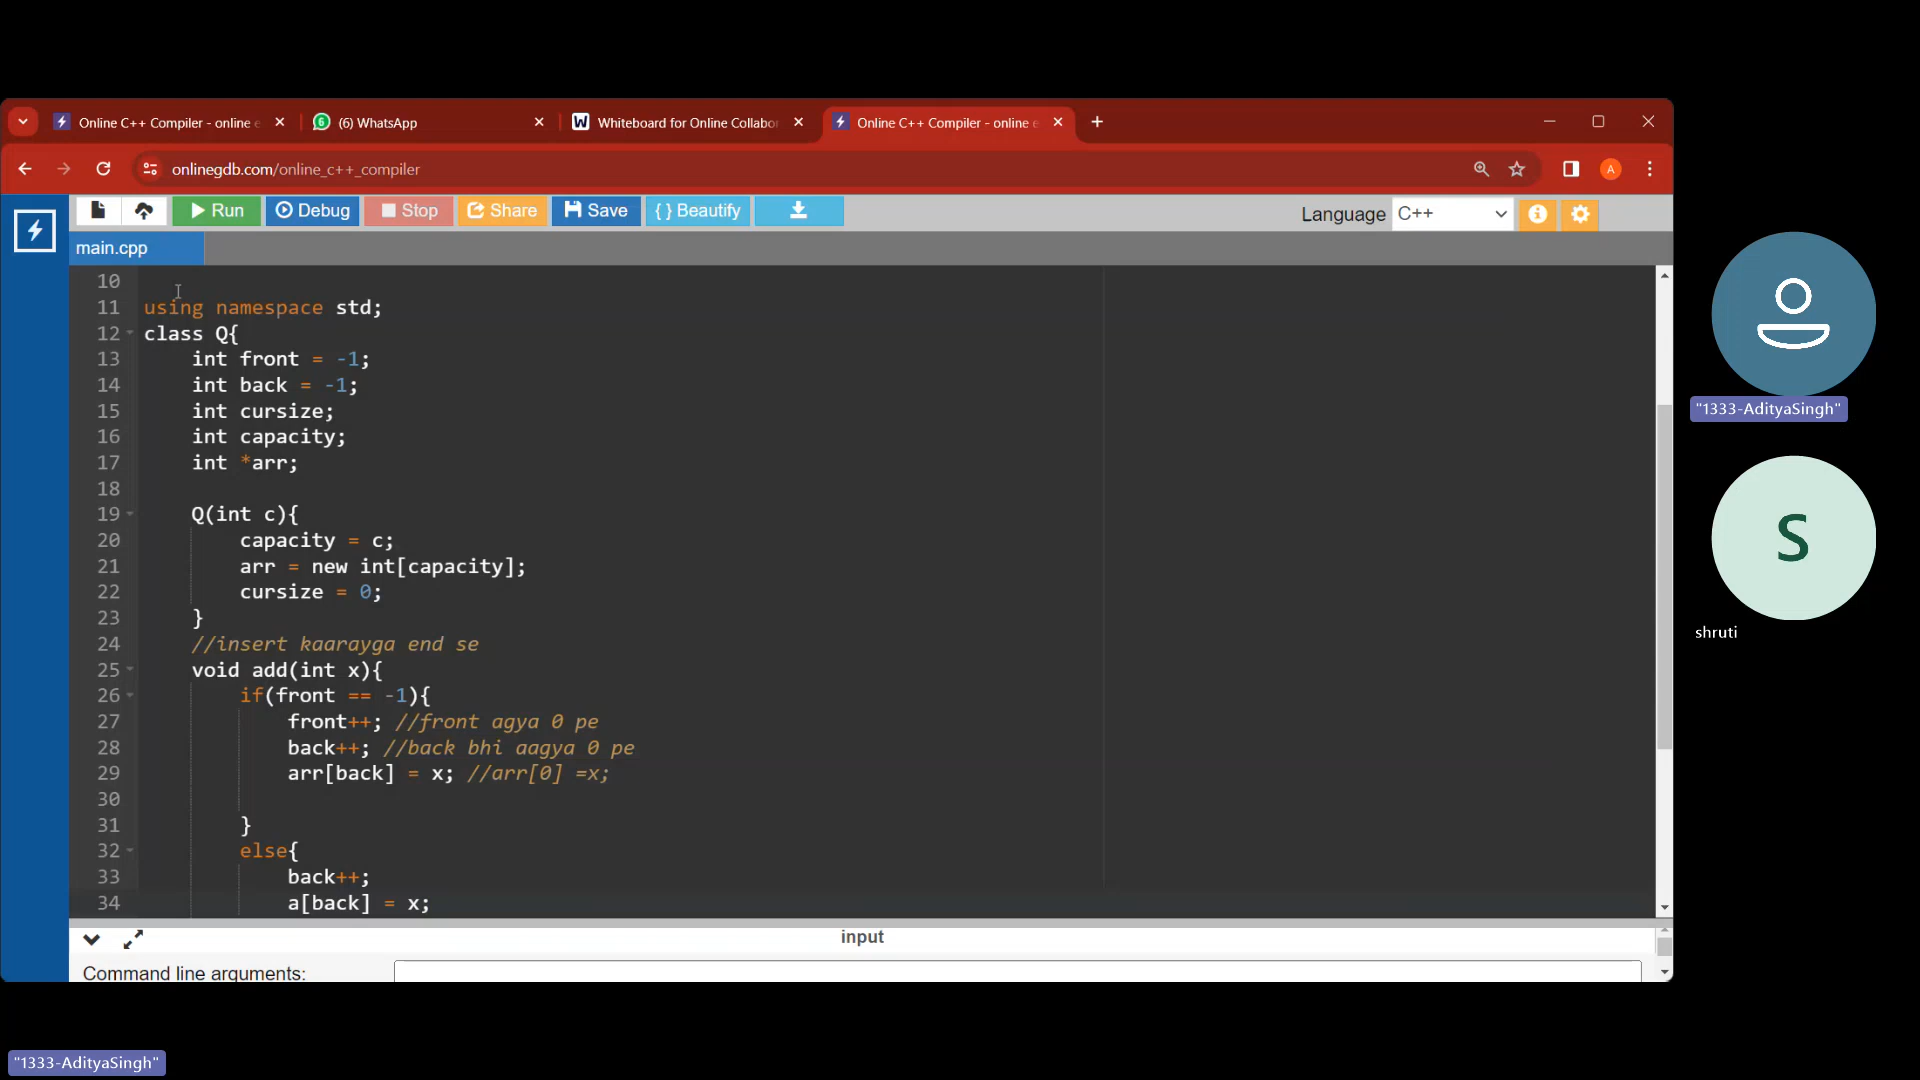 Online C++ Compiler - online e
(6) WhatsApp
Whiteboard for Online Collabor
Online C++ Compiler - online e
onlinegdb.com/online_c++_compiler
Run
Debug
Stop
Share
Save
{ } Beautify
Language
C++
main.cpp
10
11 using namespace std;
12 class Q{
13 int front = -1;
14 int back = -1;
15 int cursize;
16 int capacity;
17 int *arr;
18
19 Q(int c){
20 capacity = c;
21 arr = new int[capacity];
22 cursize = 0;
23 }
24 //insert kaarayga end se
25 void add(int x){
26 if(front == -1){
27 front++; //front agya 0 pe
28 back++; //back bhi aagya 0 pe
29 arr[back] = x; //arr[0] =x;
30
31 }
32 else{
33 back++;
34 a[back] = x;
input
Command line arguments:
"1333-AdityaSingh"
S
shruti
"1333-AdityaSingh"